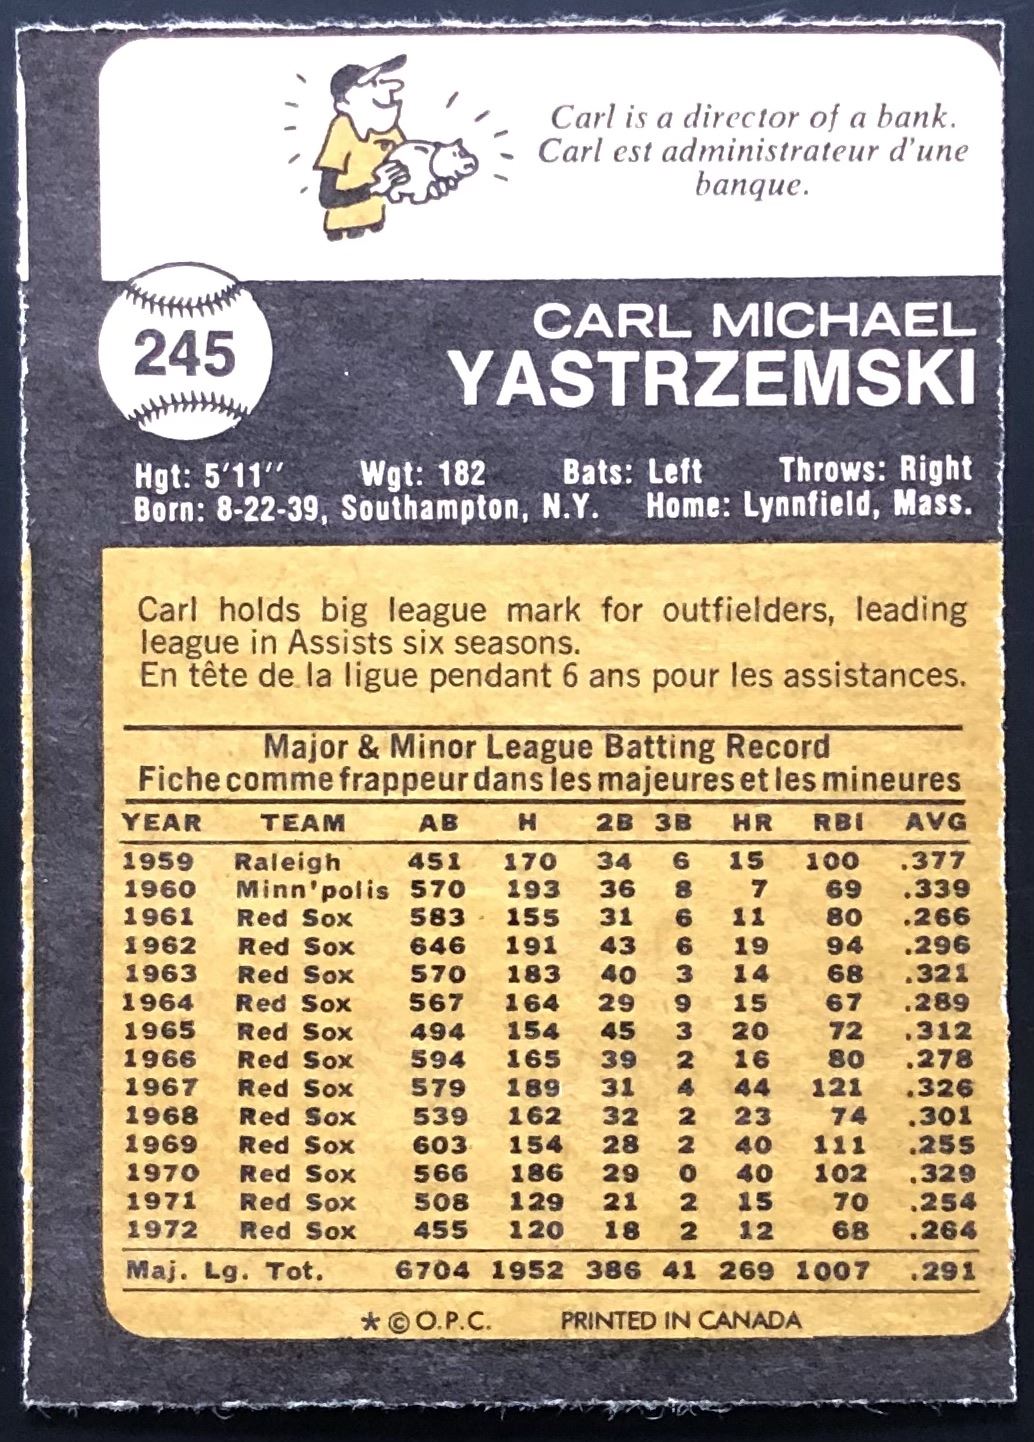 Carl is a director of a bank.
Carl est administrateur d'une
banque.
245
CARL MICHAEL
YASTRZEMSKI
Hgt: 5'11" Wgt: 182 Bats: Left Throws: Right
Born: 8-22-39, Southampton, N.Y. Home: Lynnfield, Mass.
Carl holds big league mark for outfielders, leading
league in Assists six seasons.
En tête de la ligue pendant 6 ans pour les assistances.
Major & Minor League Batting Record
Fiche comme frappeur dans les majeures et les mineures
YEAR TEAM AB H 2B 3B HR RBI AVG
1959 Raleigh 451 170 34 6 15 100 .377
1960 Minn'polis 570 193 36 8 7 69 .339
1961 Red Sox 583 155 31 6 11 80 .266
1962 Red Sox 646 191 43 6 19 94 .296
1963 Red Sox 570 183 40 3 14 68 .321
1964 Red Sox 567 164 29 9 15 67 .289
1965 Red Sox 494 154 45 3 20 72 .312
1966 Red Sox 594 165 39 2 16 80 .278
1967 Red Sox 579 189 31 4 44 121 .326
1968 Red Sox 539 162 32 2 23 74 .301
1969 Red Sox 603 154 28 2 40 111 .255
1970 Red Sox 566 186 29 0 40 102 .329
1971 Red Sox 508 129 21 2 15 70 .254
1972 Red Sox 455 120 18 2 12 68 .264
Maj. Lg. Tot. 6704 1952 386 41 269 1007 .291
* © O.P.C. PRINTED IN CANADA